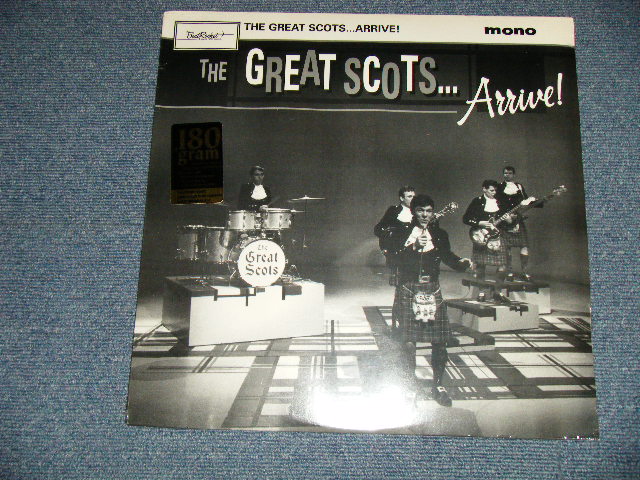 THE GREAT SCOTS...ARRIVE!
mono
THE GREAT SCOTS...
Arrive!
180
gram
The
Great
Scots